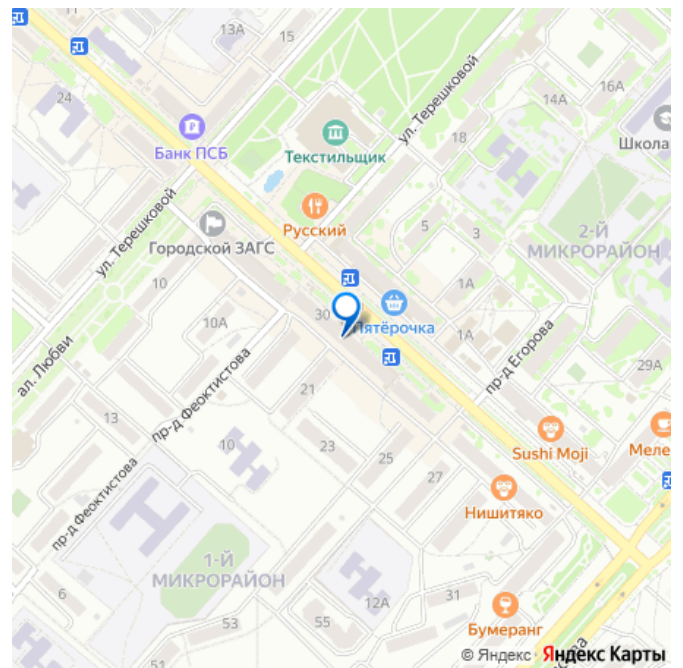 13А
15
24
Банк ПСБ
Текстильщик
ул. Терешковой
14А
16А
Школа
18
Русский
Городской ЗАГС
ул. Терешковой
5
3
2-Й
МИКРОРАЙОН
10
1А
30
Пятёрочка
10А
1А
ал. Любви
пр-д Феоктистова
пр-д Егорова
29А
21
13
10
23
25
Sushi Moji
Меле
27
Нишитяко
пр-д Феоктистова
1-Й
МИКРОРАЙОН
6
12А
31
55
53
51
Бумеранг
© Яндекс Яндекс Карты